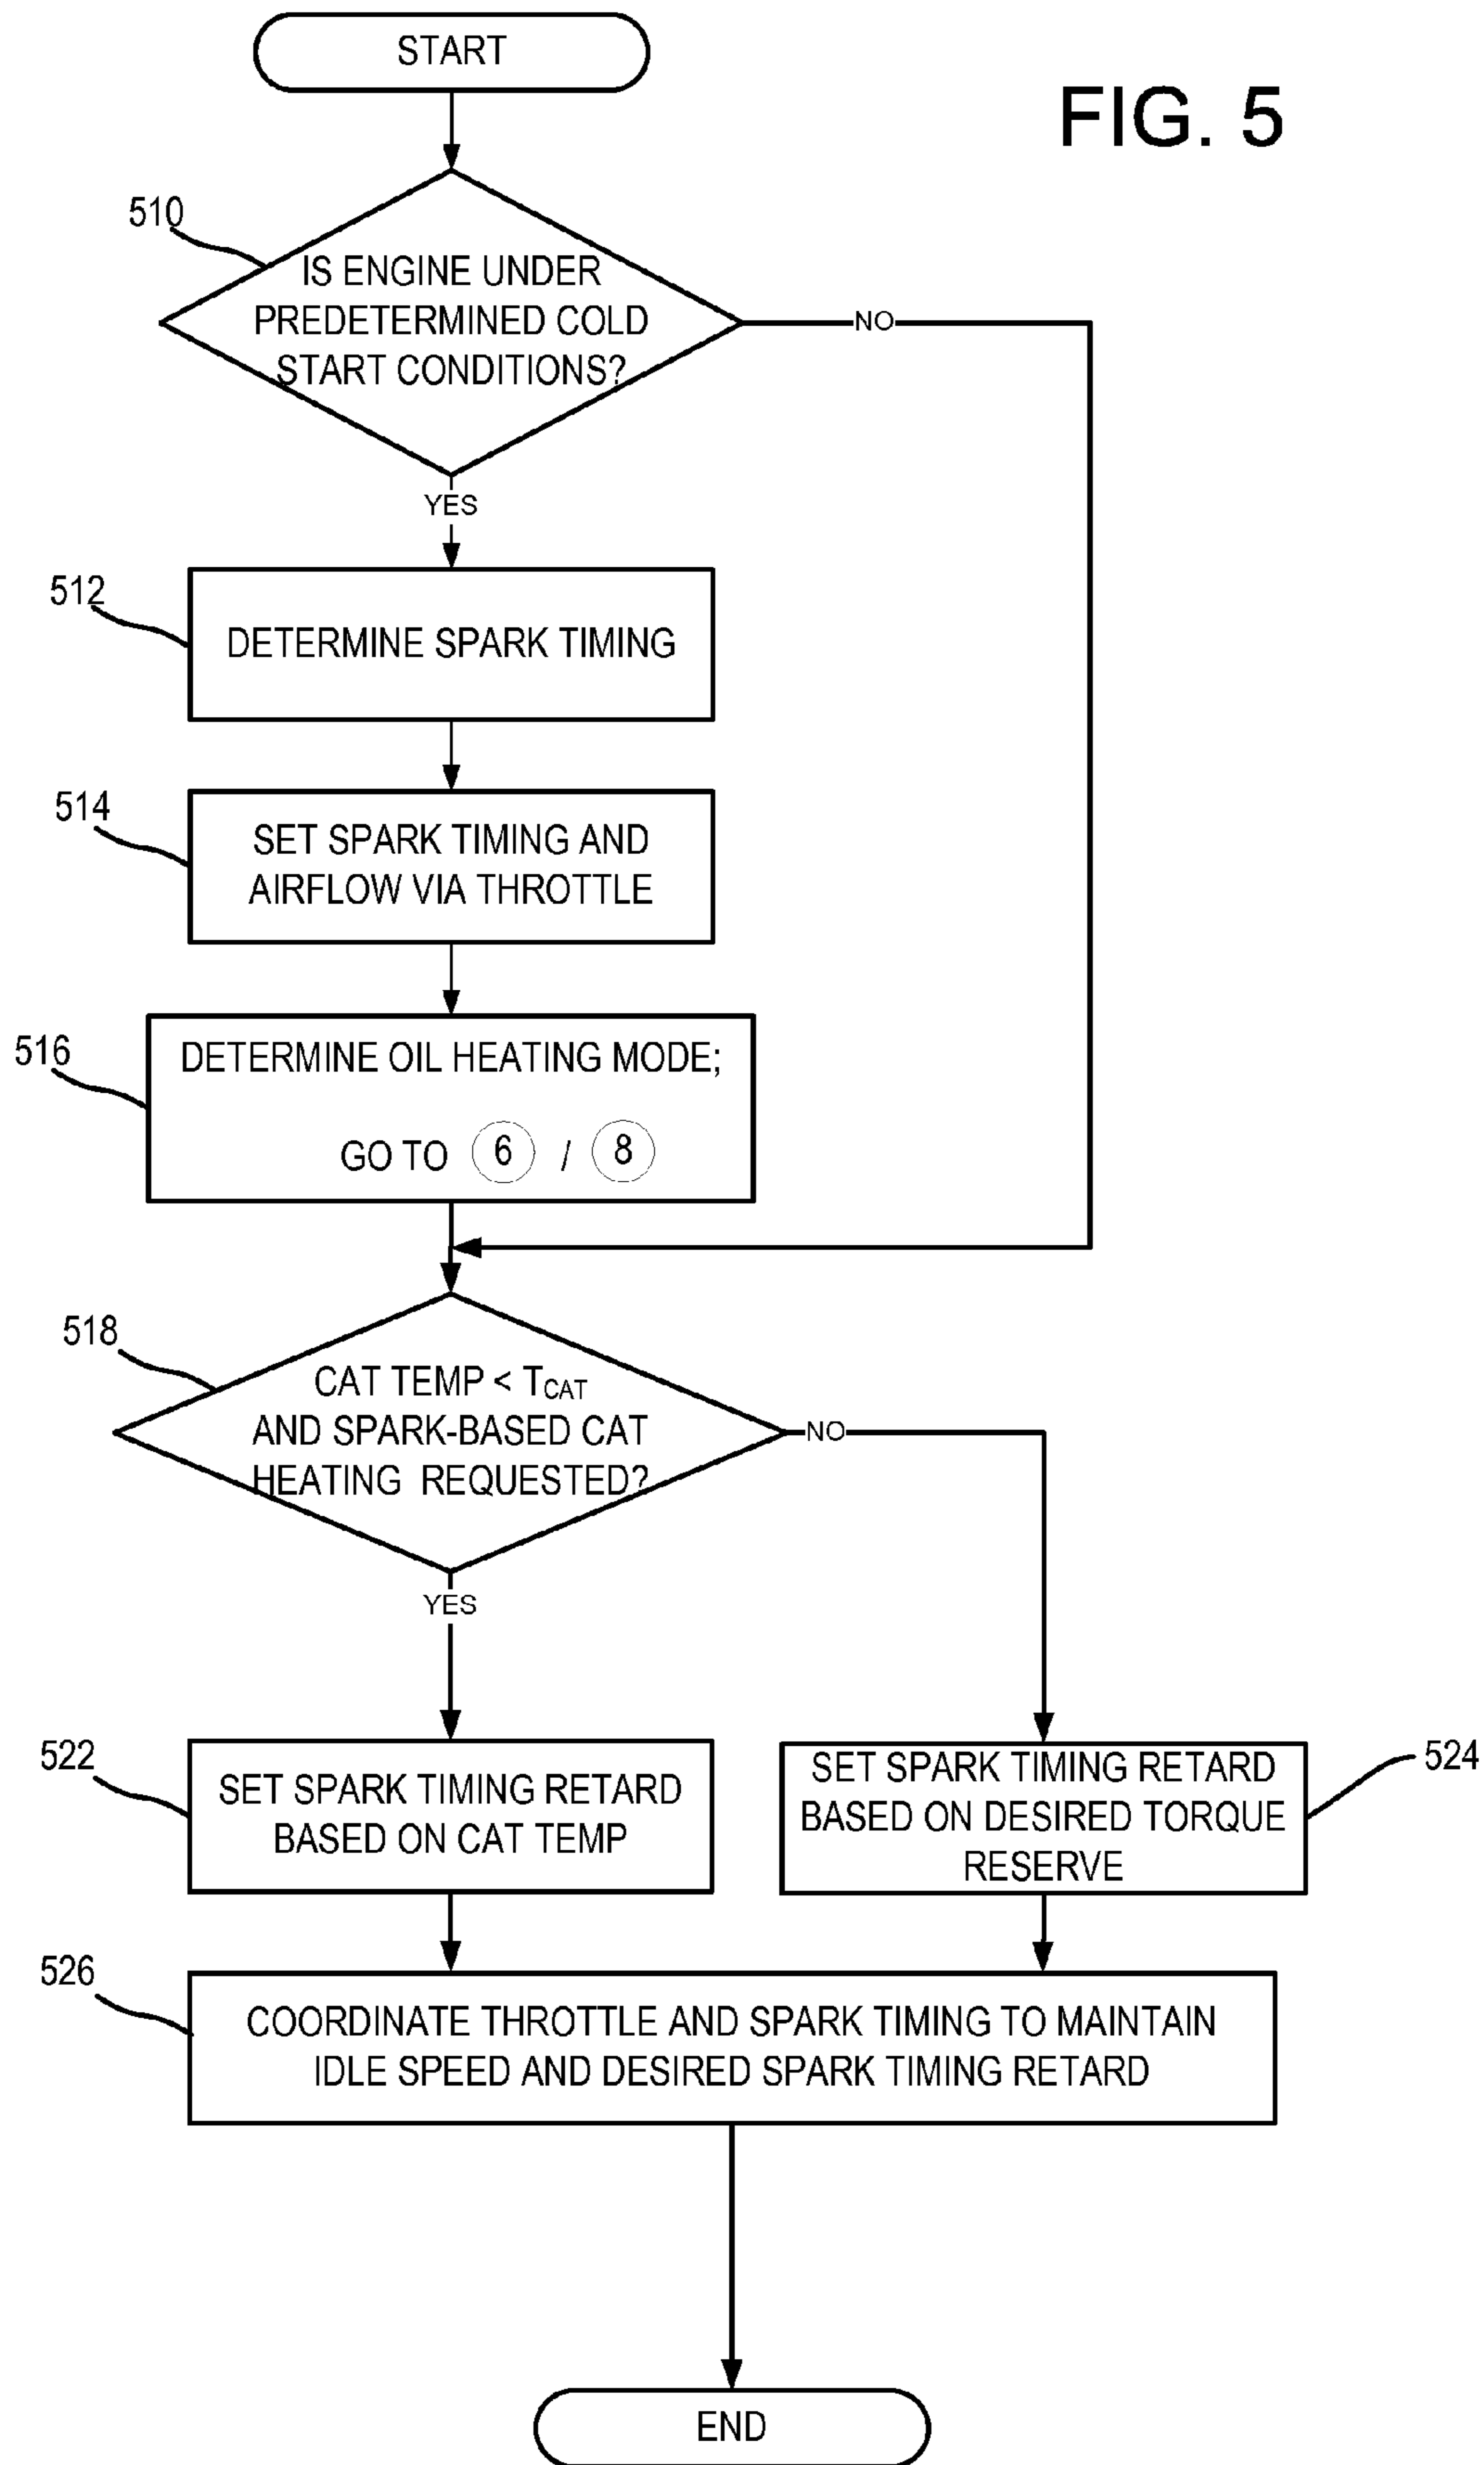 START
FIG. 5
510
IS ENGINE UNDER
PREDETERMINED COLD
START CONDITIONS?
NO
YES
512
DETERMINE SPARK TIMING
514
SET SPARK TIMING AND
AIRFLOW VIA THROTTLE
516
DETERMINE OIL HEATING MODE;
GO TO 6 / 8
518
CAT TEMP < TCAT
AND SPARK-BASED CAT
HEATING REQUESTED?
NO
YES
522
SET SPARK TIMING RETARD
BASED ON CAT TEMP
SET SPARK TIMING RETARD
BASED ON DESIRED TORQUE
RESERVE
524
526
COORDINATE THROTTLE AND SPARK TIMING TO MAINTAIN
IDLE SPEED AND DESIRED SPARK TIMING RETARD
END